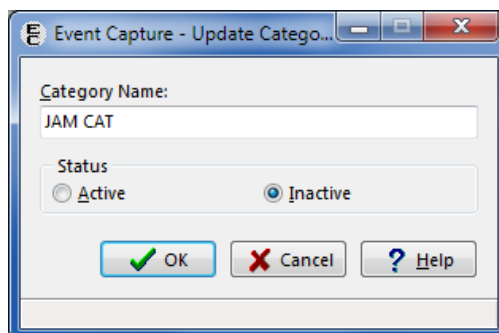 Event Capture - Update Catego...
Category Name:
JAM CAT
Status
Active
Inactive
OK
Cancel
Help